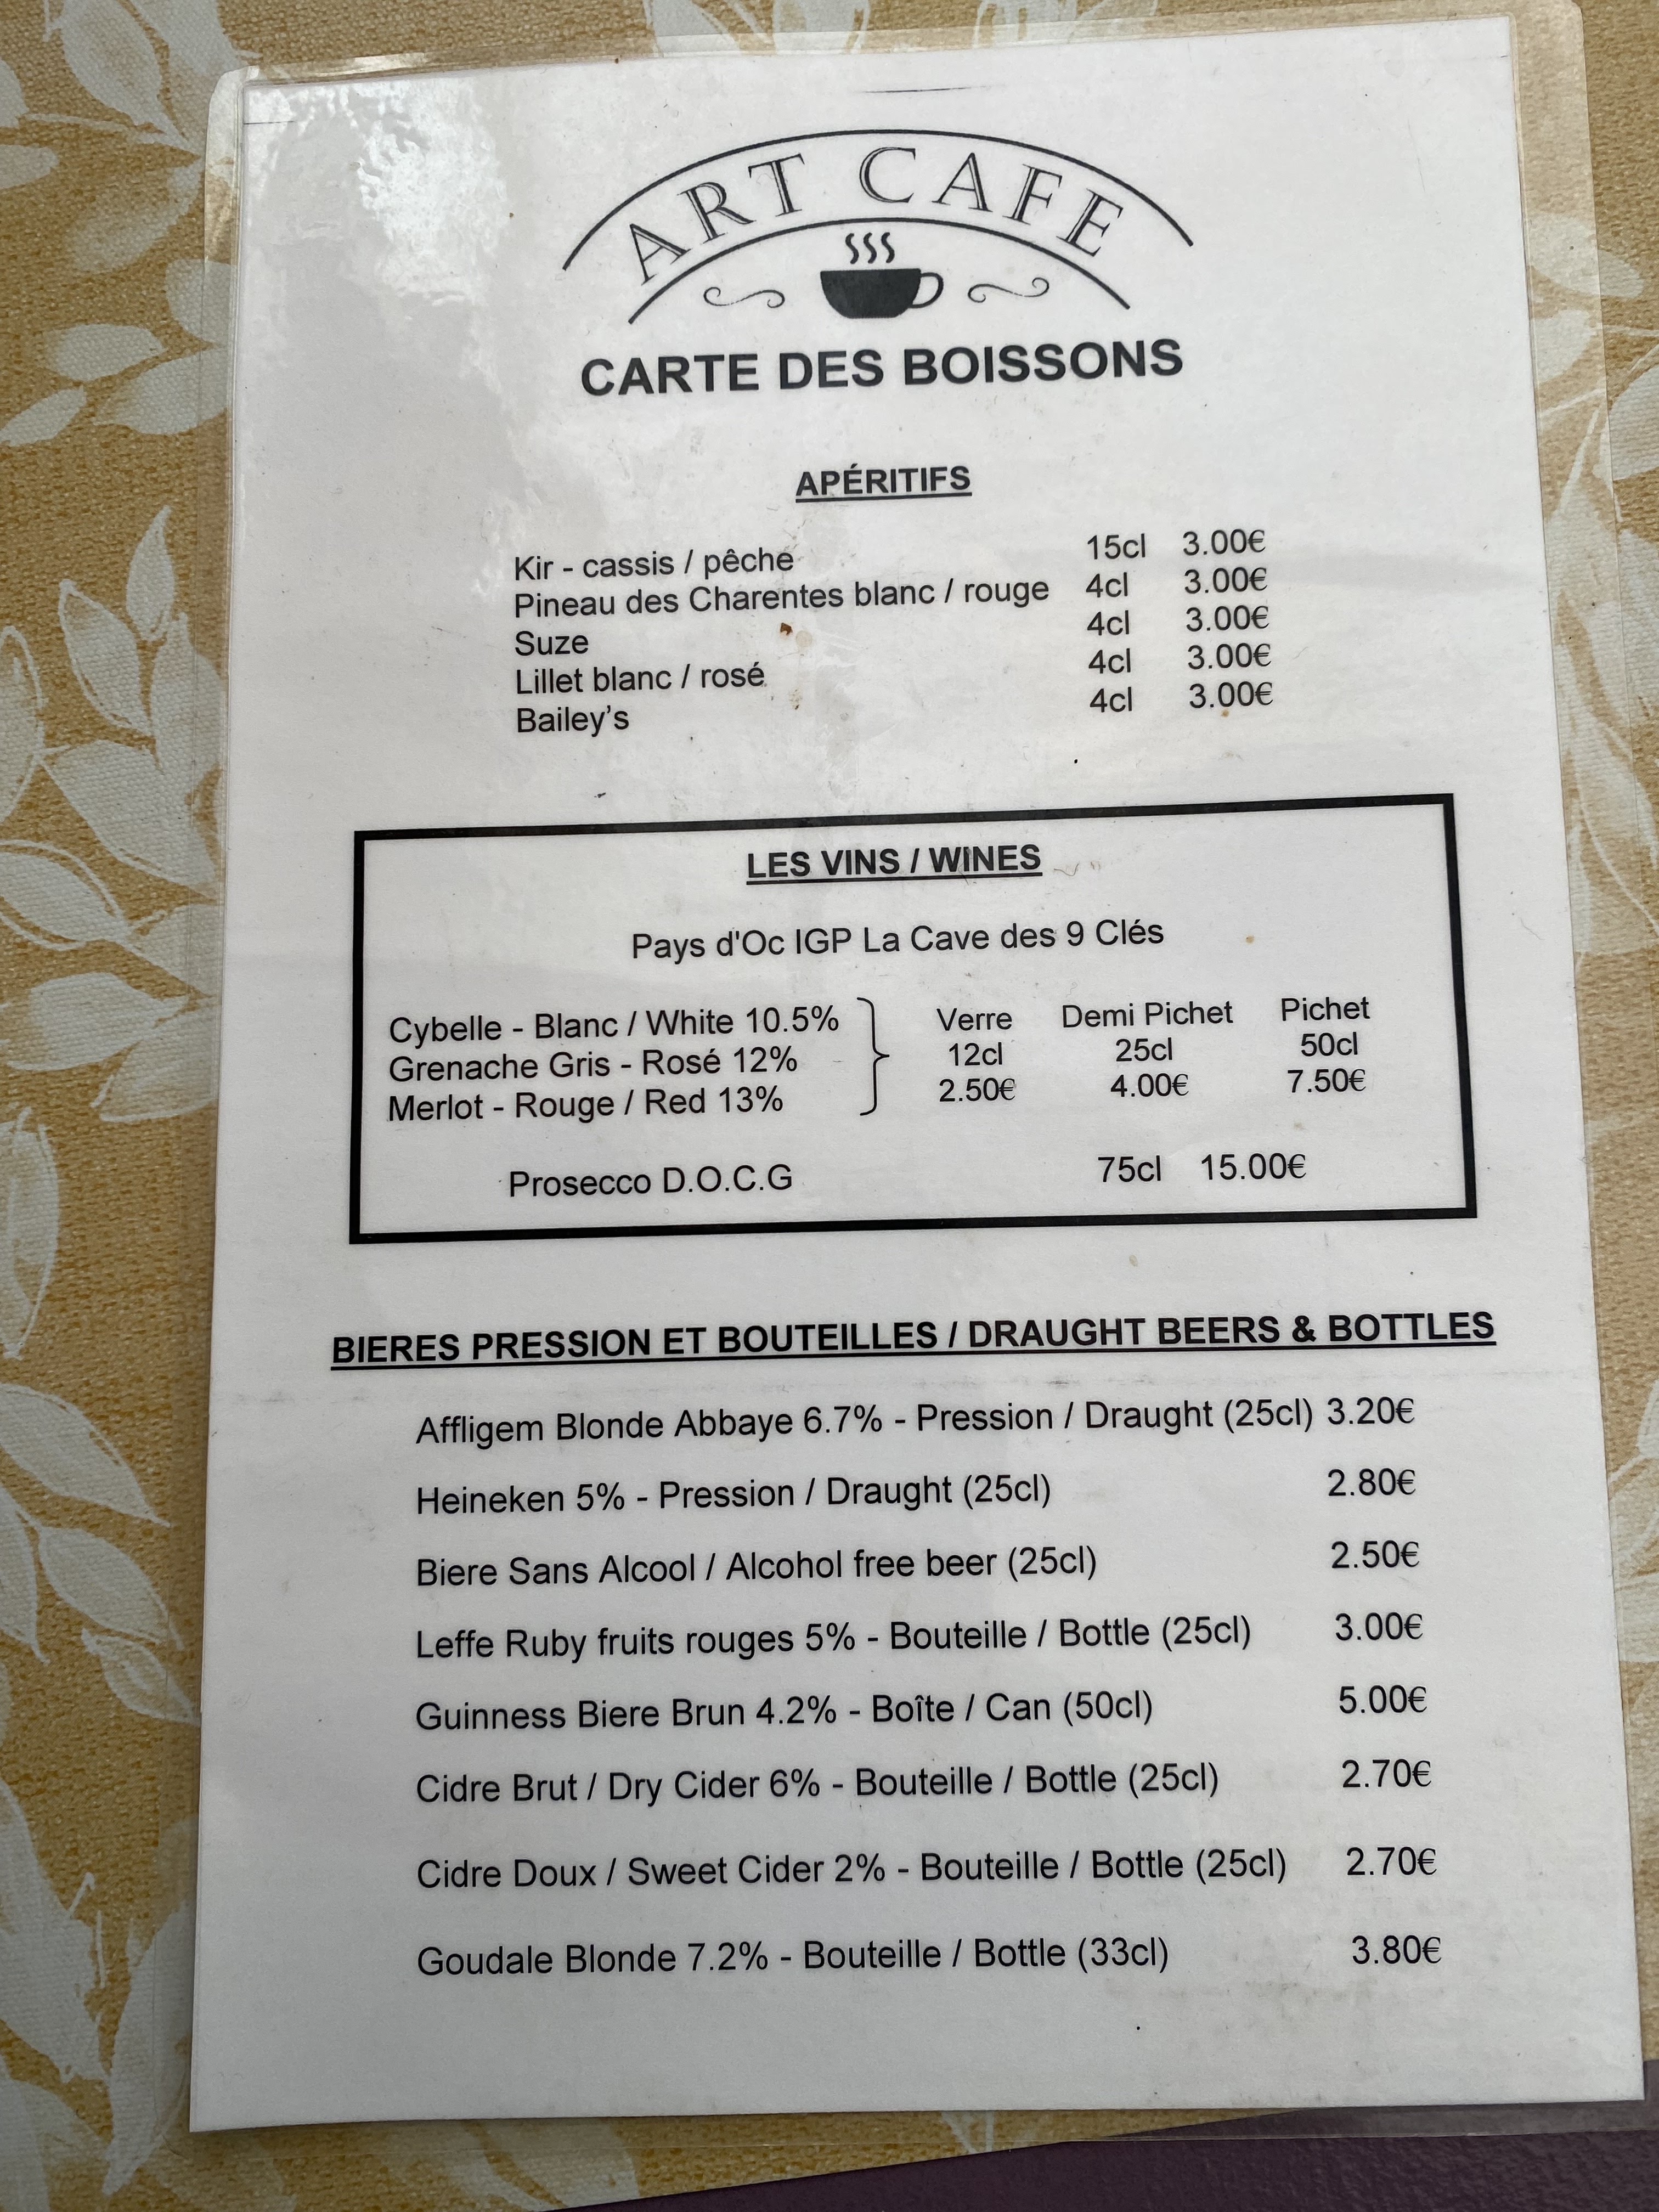 ART CAFE
CARTE DES BOISSONS
APÉRITIFS
Kir - cassis / pêche 15cl 3.00€
Pineau des Charentes blanc / rouge 4cl 3.00€
Suze 4cl 3.00€
Lillet blanc / rosé 4cl 3.00€
Bailey's 4cl 3.00€
LES VINS / WINES
Pays d'Oc IGP La Cave des 9 Clés
Cybelle - Blanc / White 10.5% Verre Demi Pichet Pichet
Grenache Gris - Rosé 12% 12cl 25cl 50cl
Merlot - Rouge / Red 13% 2.50€ 4.00€ 7.50€
Prosecco D.O.C.G 75cl 15.00€
BIERES PRESSION ET BOUTEILLES / DRAUGHT BEERS & BOTTLES
Affligem Blonde Abbaye 6.7% - Pression / Draught (25cl) 3.20€
Heineken 5% - Pression / Draught (25cl) 2.80€
Biere Sans Alcool / Alcohol free beer (25cl) 2.50€
Leffe Ruby fruits rouges 5% - Bouteille / Bottle (25cl) 3.00€
Guinness Biere Brun 4.2% - Boîte / Can (50cl) 5.00€
Cidre Brut / Dry Cider 6% - Bouteille / Bottle (25cl) 2.70€
Cidre Doux / Sweet Cider 2% - Bouteille / Bottle (25cl) 2.70€
Goudale Blonde 7.2% - Bouteille / Bottle (33cl) 3.80€